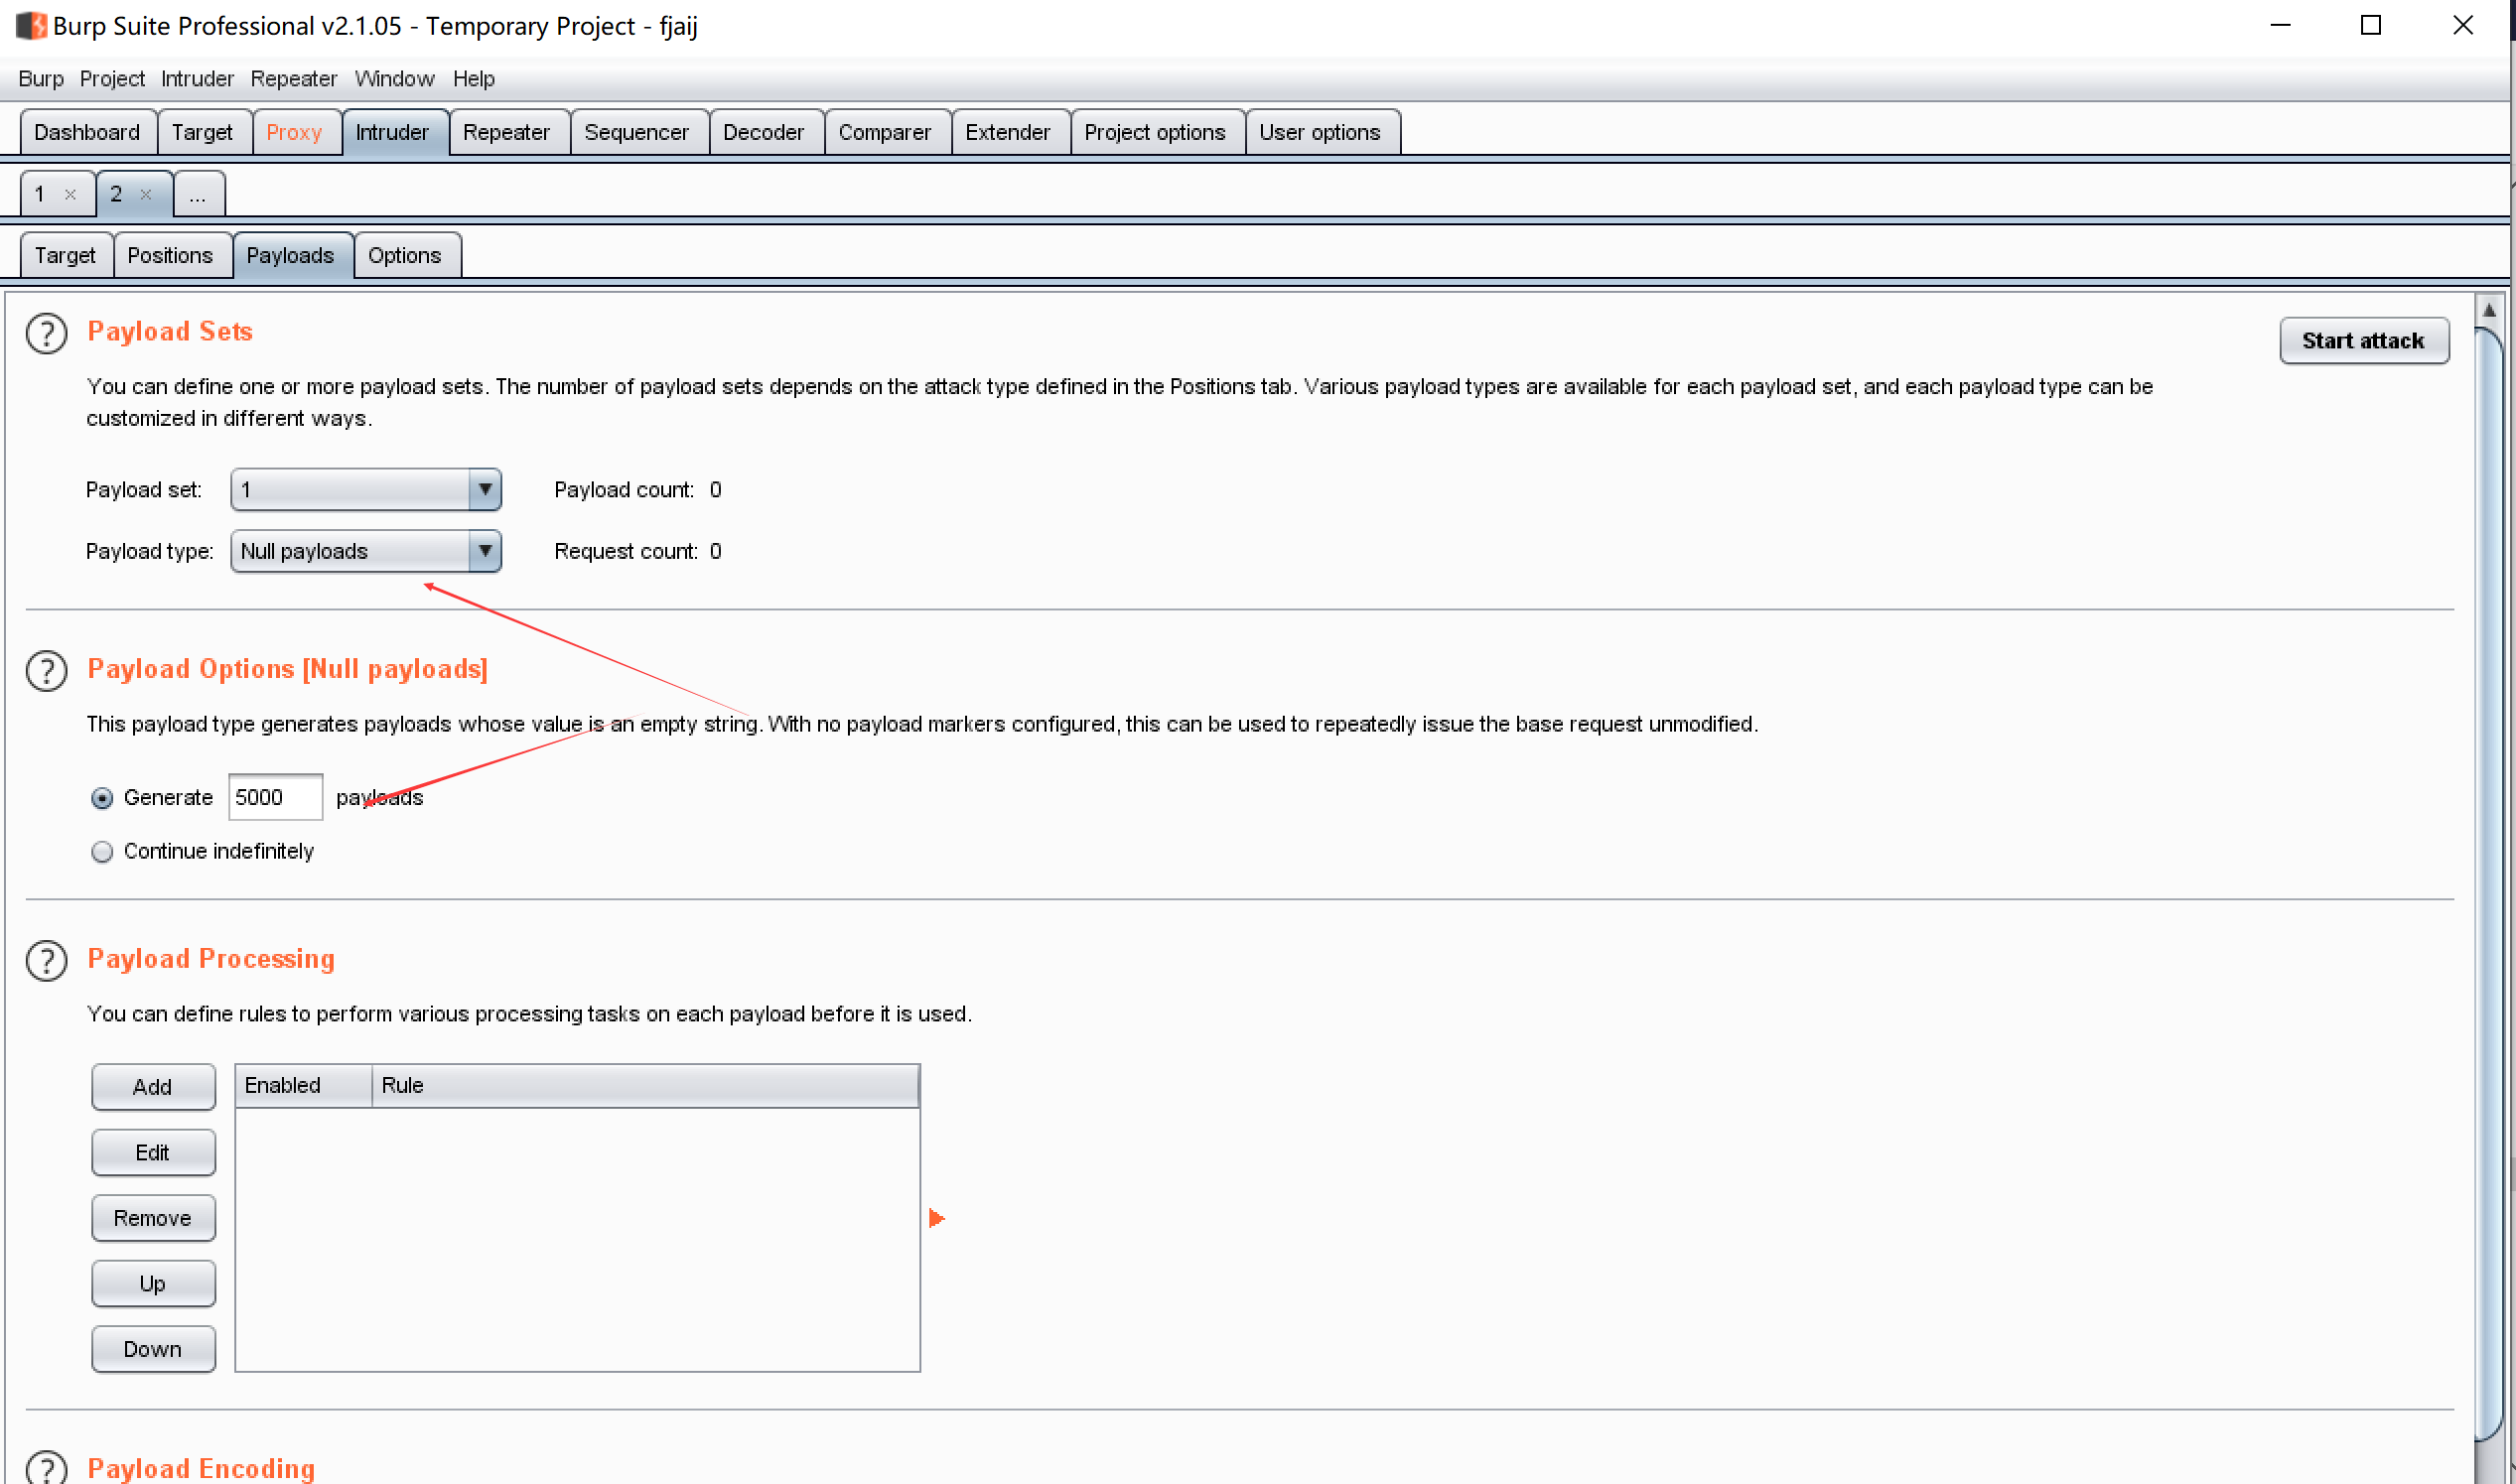 Burp Suite Professional v2.1.05 - Temporary Project - fjaij
Burp Project Intruder Repeater Window Help
Dashboard Target Proxy Intruder Repeater Sequencer Decoder Comparer Extender Project options User options
1 × 2 × ...
Target Positions Payloads Options
? Payload Sets
Start attack
You can define one or more payload sets. The number of payload sets depends on the attack type defined in the Positions tab. Various payload types are available for each payload set, and each payload type can be
customized in different ways.
Payload set: 1 Payload count: 0
Payload type: Null payloads Request count: 0
? Payload Options [Null payloads]
This payload type generates payloads whose value is an empty string. With no payload markers configured, this can be used to repeatedly issue the base request unmodified.
Generate 5000 payloads
Continue indefinitely
? Payload Processing
You can define rules to perform various processing tasks on each payload before it is used.
Add
Enabled Rule
Edit
Remove
Up
Down
? Payload Encoding